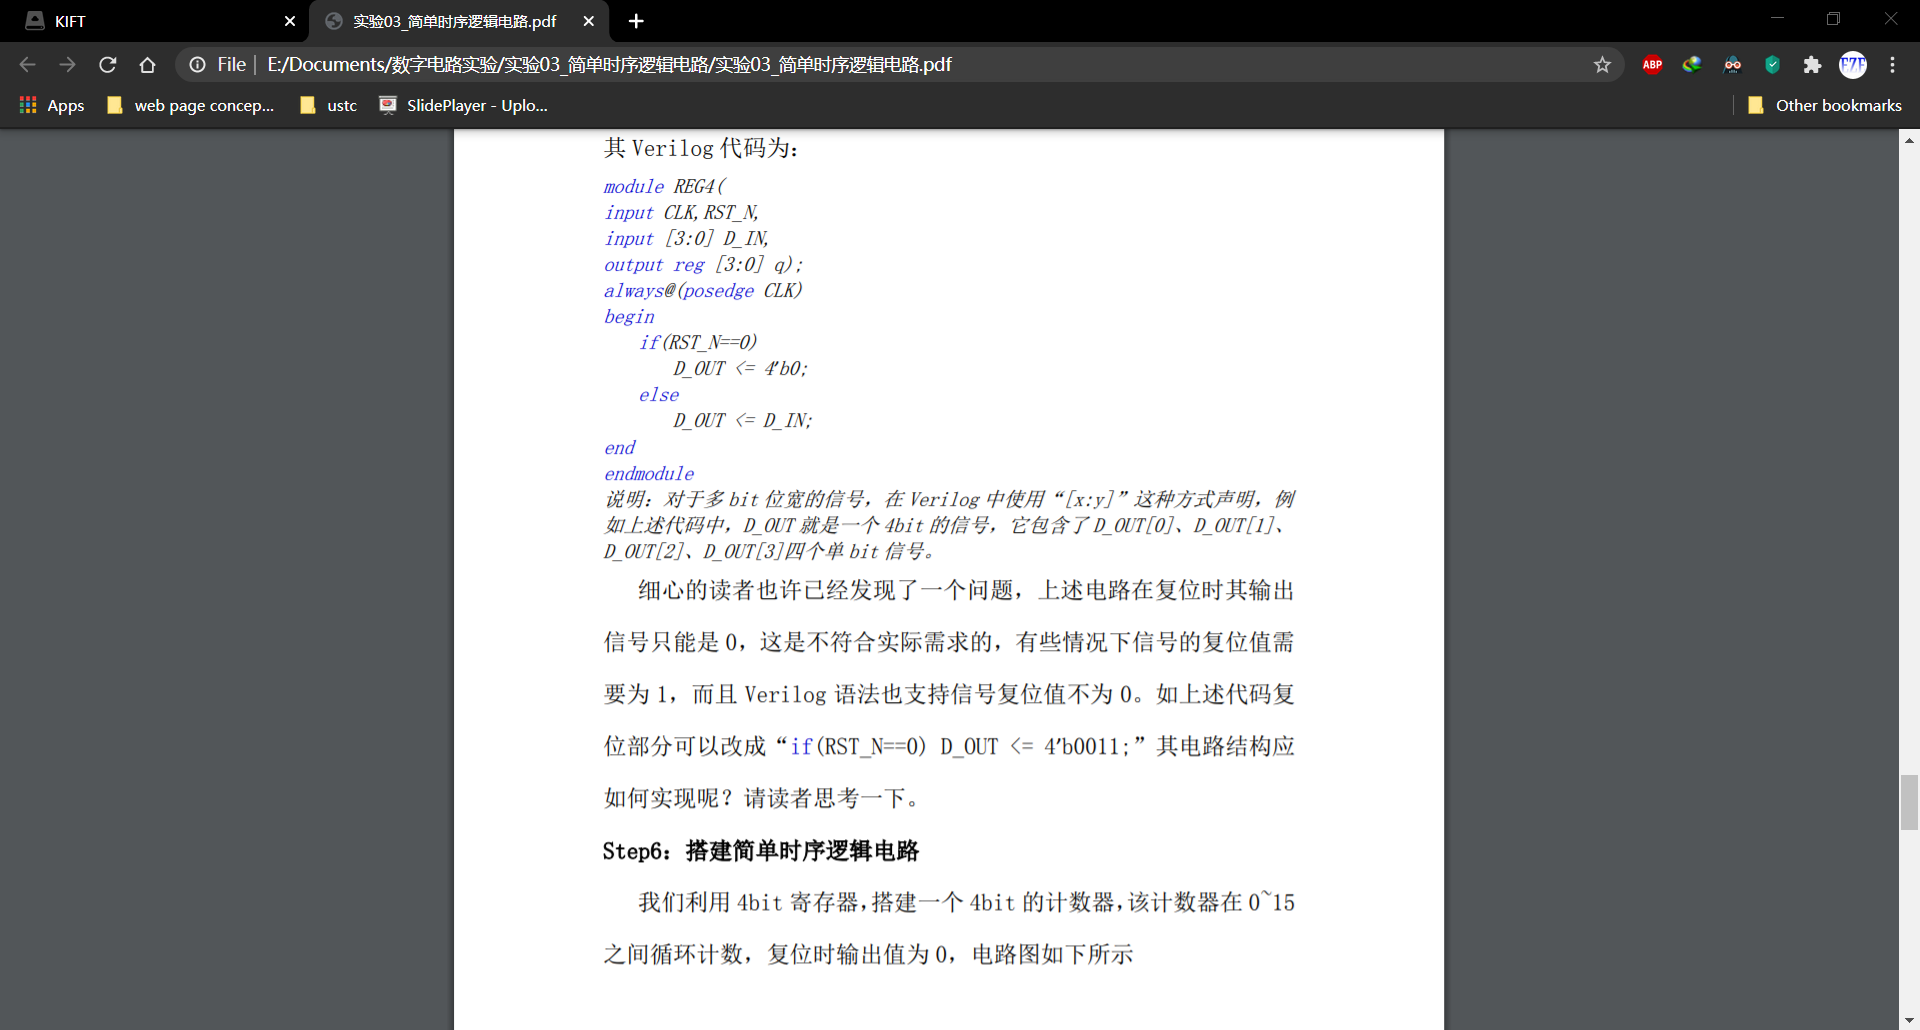 KIFT
实验03_简单时序逻辑电路.pdf
File
E:/Documents/数字电路实验/实验03_简单时序逻辑电路/实验03_简单时序逻辑电路.pdf
ABP
FZF
Apps
web page concep...
ustc
SlidePlayer - Uplo...
Other bookmarks
其 Verilog 代码为:
module REG4(
input CLK,RST_N,
input [3:0] D_IN,
output reg [3:0] q);
always@(posedge CLK)
begin
if(RST_N==0)
D_OUT <= 4'b0;
else
D_OUT <= D_IN;
end
endmodule
说明：对于多 bit 位宽的信号，在 Verilog 中使用“[x:y]”这种方式声明，例
如上述代码中，D_OUT 就是一个 4bit 的信号，它包含了 D_OUT[0]、D_OUT[1]、
D_OUT[2]、D_OUT[3]四个单 bit 信号。
细心的读者也许已经发现了一个问题，上述电路在复位时其输出
信号只能是 0，这是不符合实际需求的，有些情况下信号的复位值需
要为 1，而且 Verilog 语法也支持信号复位值不为 0。如上述代码复
位部分可以改成“if(RST_N==0) D_OUT <= 4'b0011;”其电路结构应
如何实现呢？请读者思考一下。
Step6：搭建简单时序逻辑电路
我们利用 4bit 寄存器,搭建一个 4bit 的计数器,该计数器在 0~15
之间循环计数，复位时输出值为 0，电路图如下所示